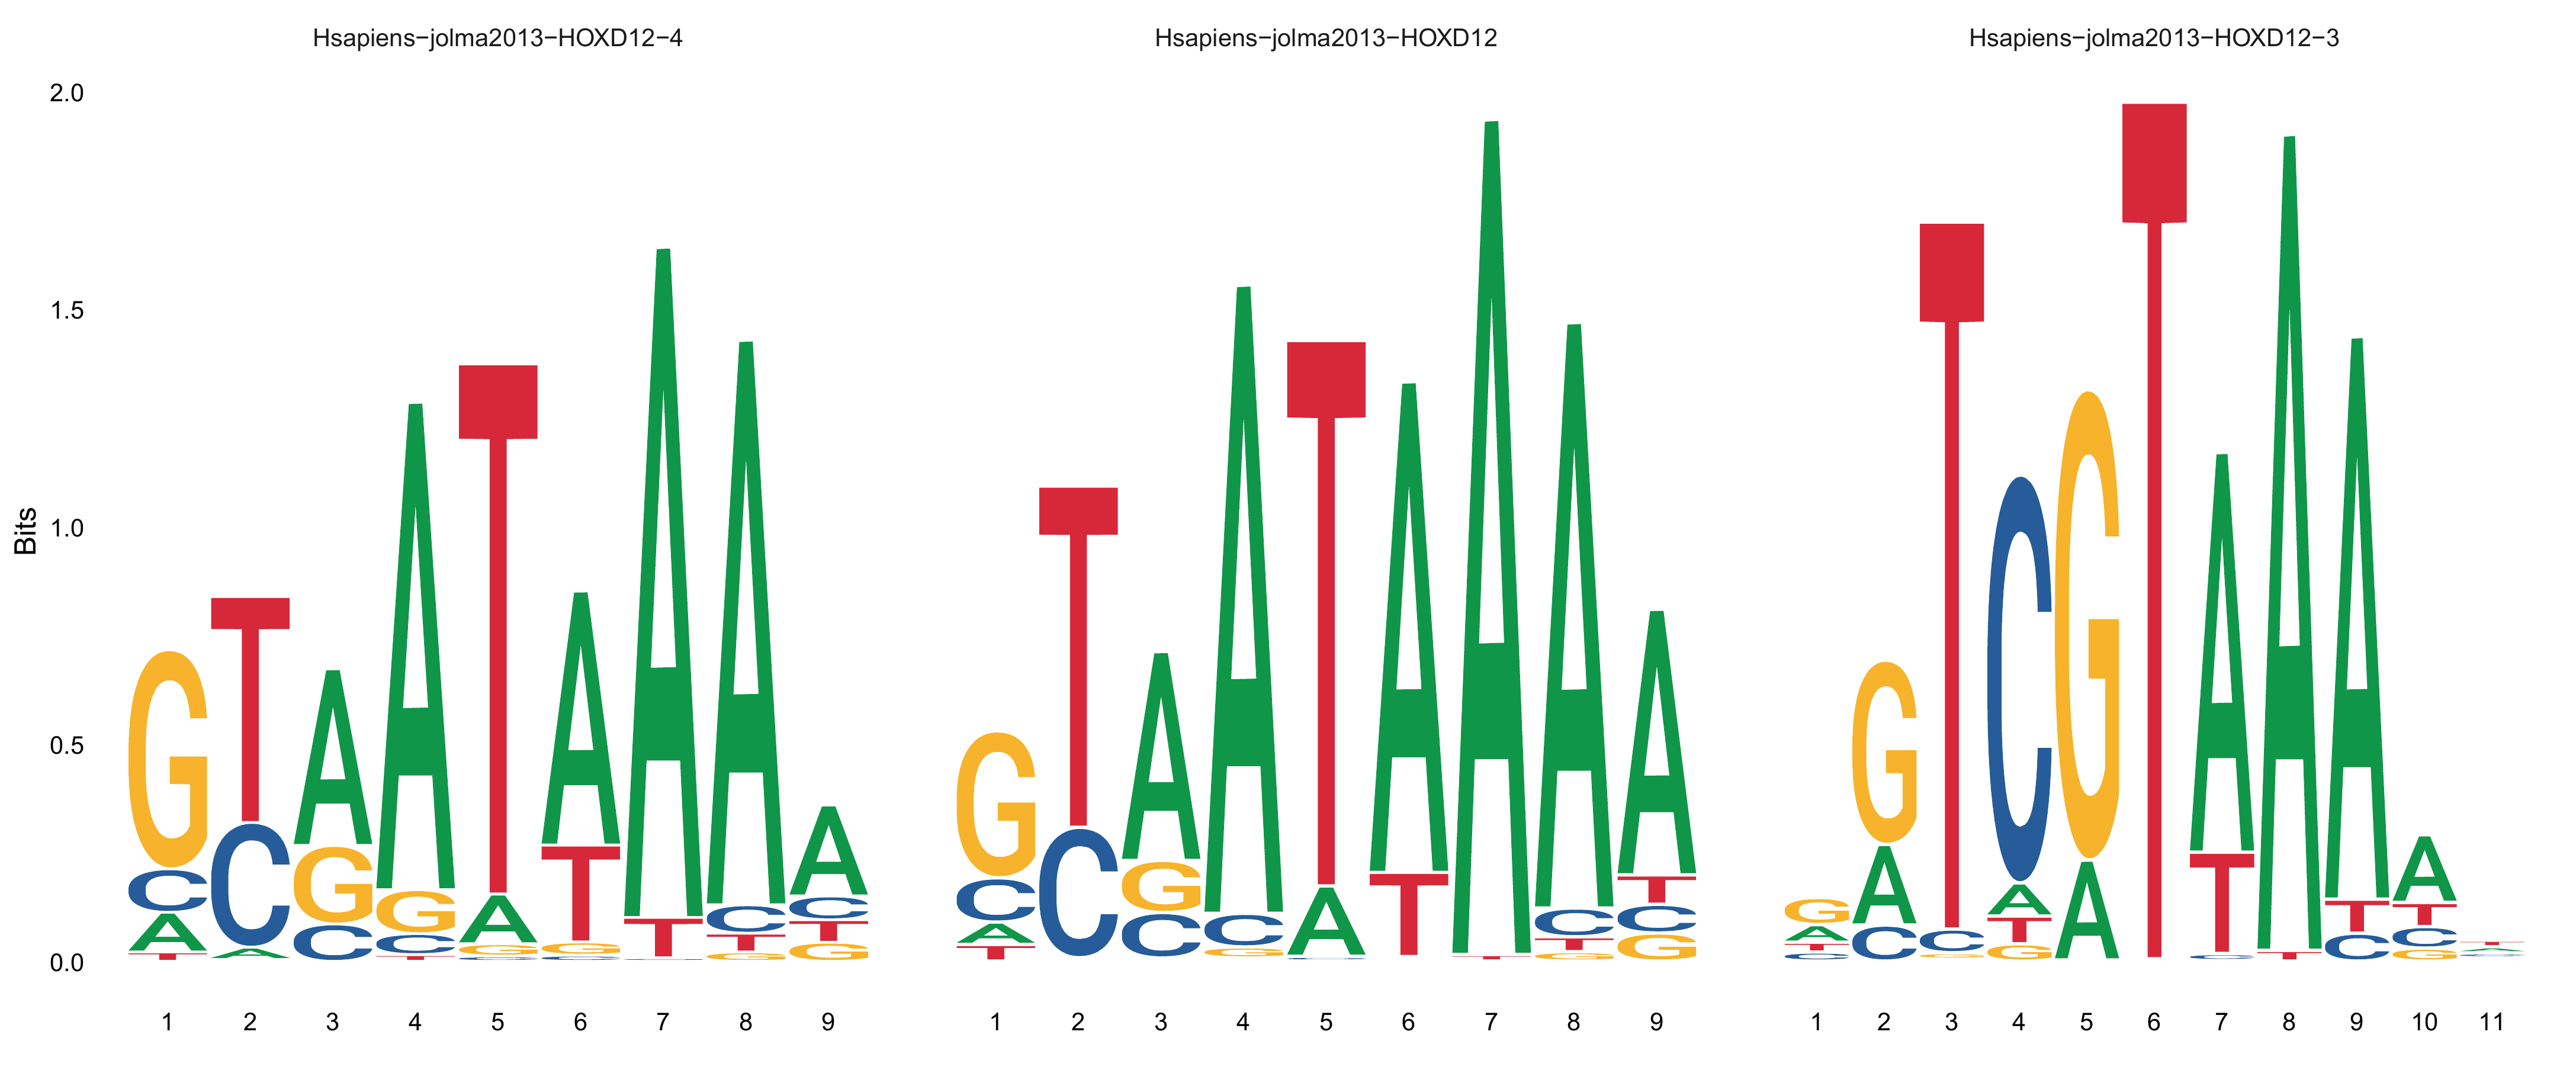 Hsapiens−jolma2013−HOXD12−4
Hsapiens−jolma2013−HOXD12
Hsapiens−jolma2013−HOXD12−3
2.0
1.5
1.0
0.5
0.0
Bits
G C A T
T C A
A G C
A G C T
T A G C
A T G C
A T
A C T G
A C T G
G C A T
T C
A G C
A C G
T A C
A T
A T
A C T G
A T C G
G A T C
G A C
T C G
C A T G
G A
T
A T C
A T
A T C
A T C G
T A C
1 2 3 4 5 6 7 8 9
1 2 3 4 5 6 7 8 9
1 2 3 4 5 6 7 8 9 10 11